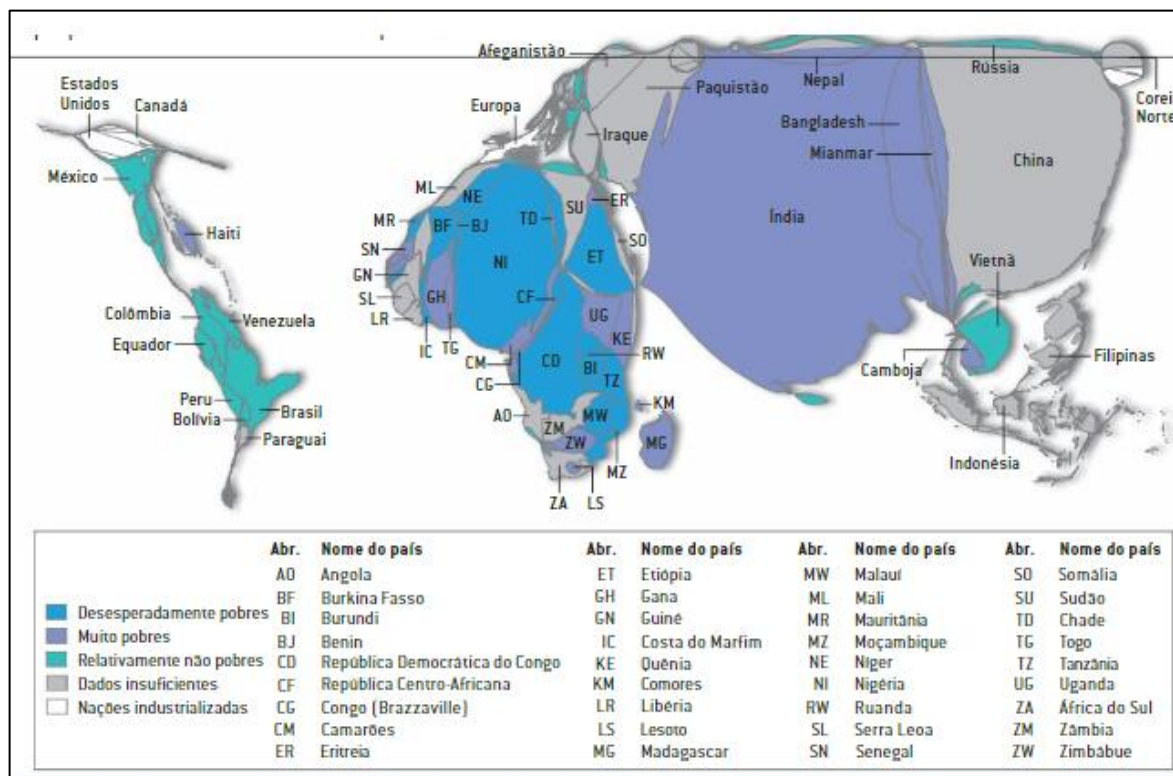 Afeganistão
Nepal
Rússia
Estados
Unidos
Canadá
Europa
Paquistão
Corei
Norte
Iraque
Bangladesh
Mianmar
China
México
ML
NE
SU
ER
MR
BF
BJ
TD
Índia
Haiti
SN
NI
ET
SO
GN
Vietnã
SL
GH
CF
UG
Colômbia
Venezuela
LR
KE
Equador
IC
TG
CM
CD
BI
RW
Camboja
Filipinas
CG
TZ
Peru
KM
Bolívia
Brasil
AO
MW
ZM
Paraguai
ZW
MG
MZ
Indonésia
ZA
LS
Desesperadamente pobres
Muito pobres
Relativamente não pobres
Dados insuficientes
Nações industrializadas
Abr. Nome do país
AO Angola
BF Burkina Fasso
BI Burundi
BJ Benin
CD República Democrática do Congo
CF República Centro-Africana
CG Congo (Brazzaville)
CM Camarões
ER Eritreia
Abr. Nome do país
ET Etiópia
GH Gana
GN Guiné
IC Costa do Marfim
KE Quênia
KM Comores
LR Libéria
LS Lesoto
MG Madagascar
Abr. Nome do país
MW Malauí
ML Mali
MR Mauritânia
MZ Moçambique
NE Níger
NI Nigéria
RW Ruanda
SL Serra Leoa
SN Senegal
Abr. Nome do país
SO Somália
SU Sudão
TD Chade
TG Togo
TZ Tanzânia
UG Uganda
ZA África do Sul
ZM Zâmbia
ZW Zimbábue